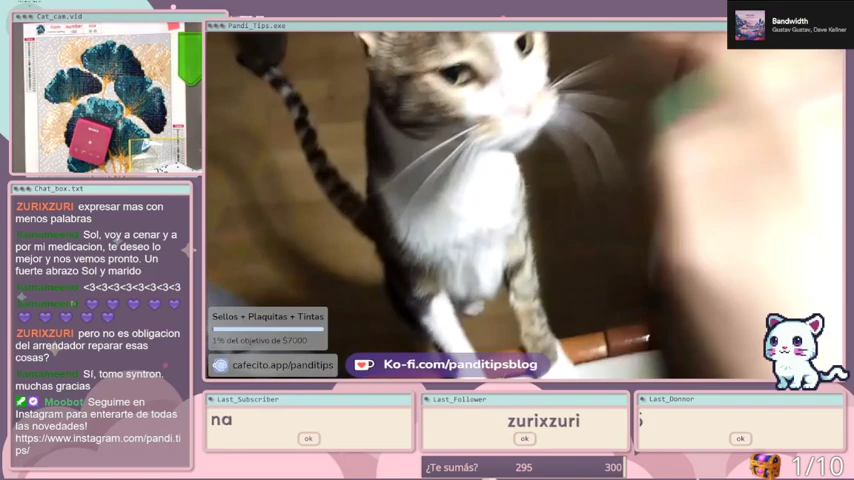 Cat_cam.vid
Pandi_Tips.exe
Bandwidth
Gustav Gustav, Dave Kellner
Chat_box.txt
ZURIXZURI expresar mas con
menos palabras
Sol, voy a cenar y a
por mi medicacion, te deseo lo
mejor y nos vemos pronto. Un
fuerte abrazo Sol y marido
<3<3<3<3<3<3<3<3
ZURIXZURI pero no es obligacion
del arrendador reparar esas
cosas?
Sí, tomo syntron.
muchas gracias
Moobot Seguime en
Instagram para enterarte de todas
las novedades!
https://www.instagram.com/pandi.ti
ps/
Sellos + Plaquitas + Tintas
1% del objetivo de $7000
cafecito.app/panditips
Ko-fi.com/panditipsblog
Last_Subscriber
na
ok
Last_Follower
zurixzuri
ok
Last_Donnor
ok
¿Te sumás? 295 300
1/10